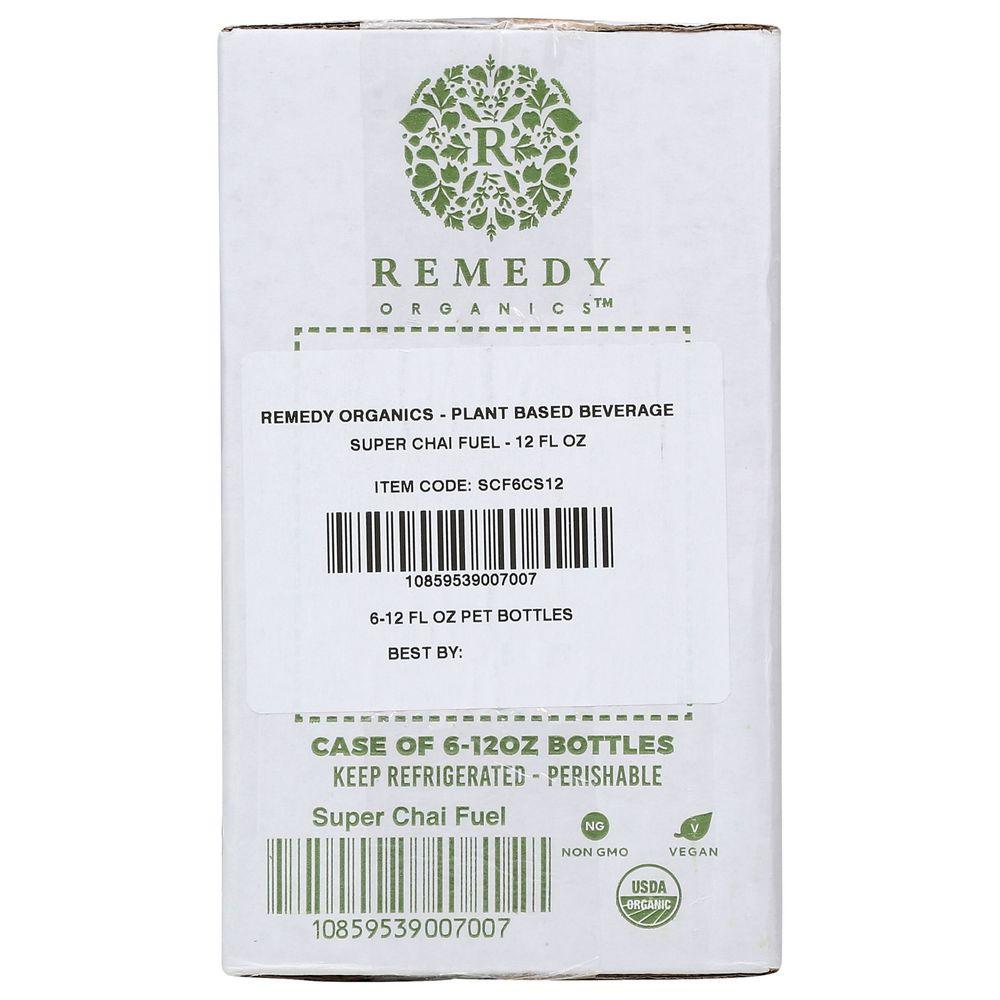 R
REMEDY
ORGANICS™
REMEDY ORGANICS - PLANT BASED BEVERAGE
SUPER CHAI FUEL - 12 FL OZ
ITEM CODE: SCF6CS12
10859539007007
6-12 FL OZ PET BOTTLES
BEST BY:
CASE OF 6-12OZ BOTTLES
KEEP REFRIGERATED - PERISHABLE
Super Chai Fuel
10859539007007
NG
NON GMO
V
VEGAN
USDA
ORGANIC